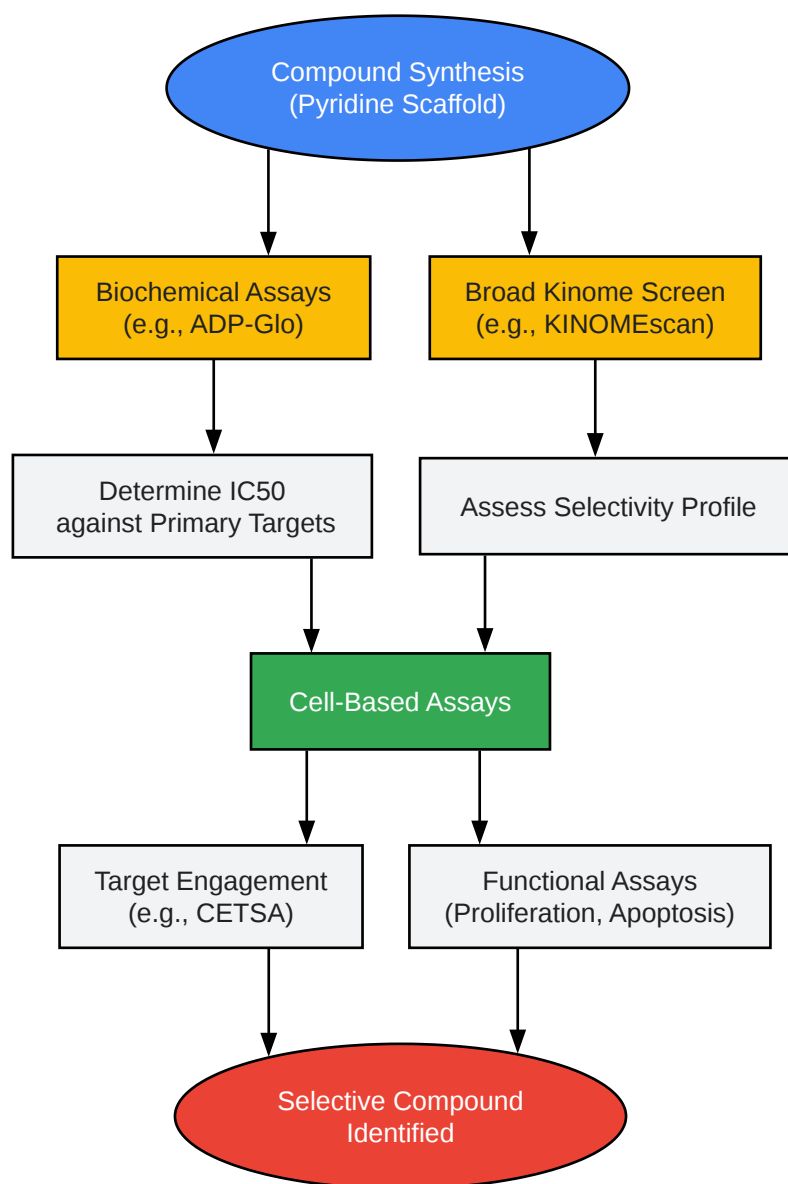 Compound Synthesis
(Pyridine Scaffold)
Biochemical Assays
(e.g., ADP-Glo)
Broad Kinome Screen
(e.g., KINOMEscan)
Determine IC50
against Primary Targets
Assess Selectivity Profile
Cell-Based Assays
Target Engagement
(e.g., CETSA)
Functional Assays
(Proliferation, Apoptosis)
Selective Compound
Identified